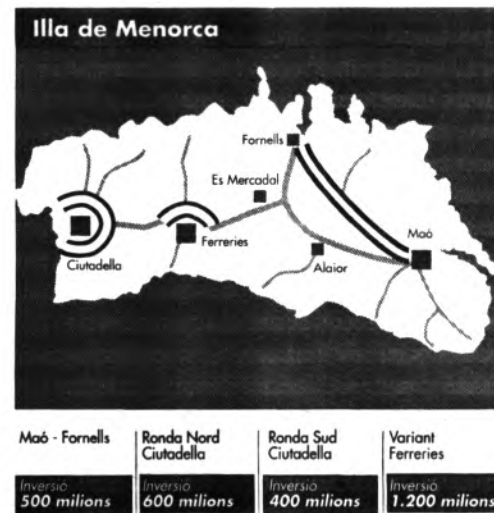 Illa de Menorca
Fornells
Es Mercadal
Maó
Ferreries
Ciutadella
Alaior
Maó - Fornells
Inversió
500 milions
Ronda Nord
Ciutadella
Inversió
600 milions
Ronda Sud
Ciutadella
Inversió
400 milions
Variant
Ferreries
Inversió
1.200 milions